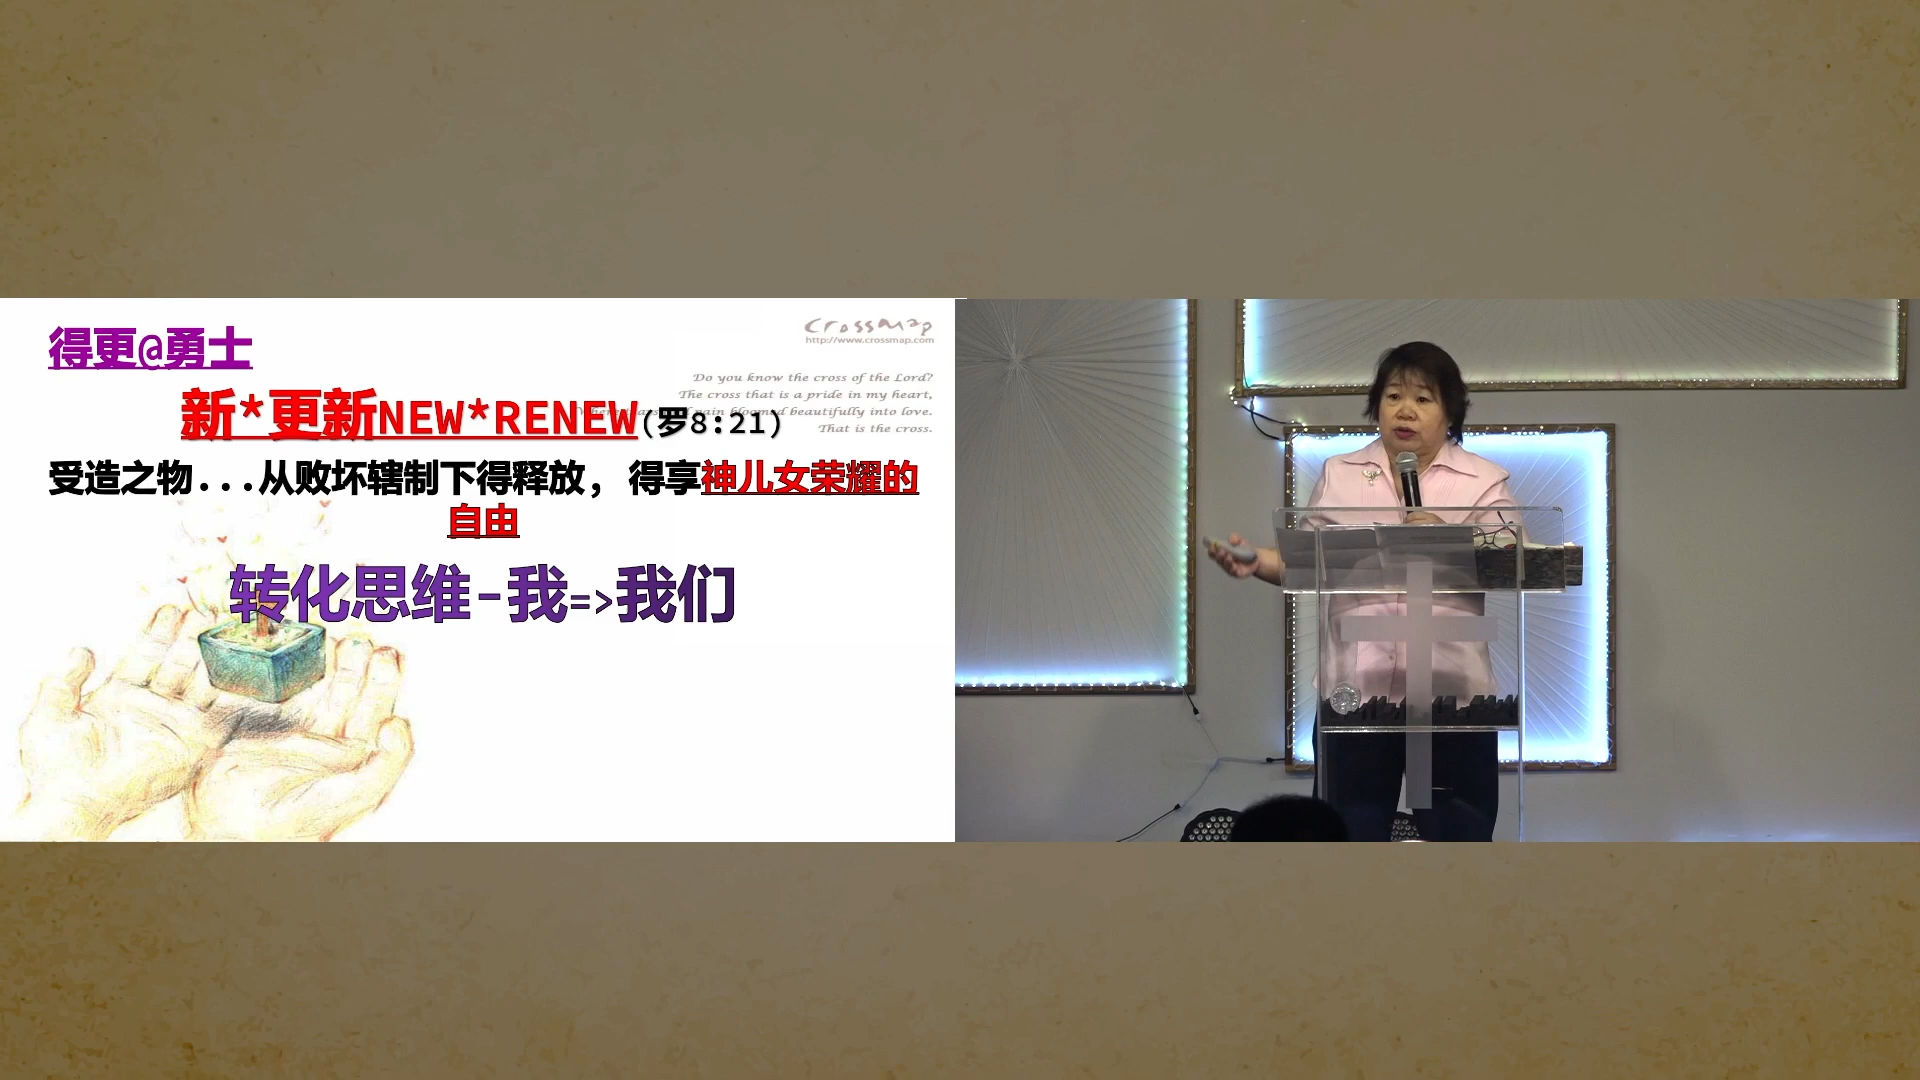 得更@勇士
crossmap
http://www.crossmap.com
Do you know the cross of the Lord?
The cross that is a pride in my heart,
pain bloomed beautifully into love.
That is the cross.
新*更新NEW*RENEW(罗8:21)
受造之物...从败坏辖制下得释放, 得享神儿女荣耀的
自由
转化思维-我=>我们